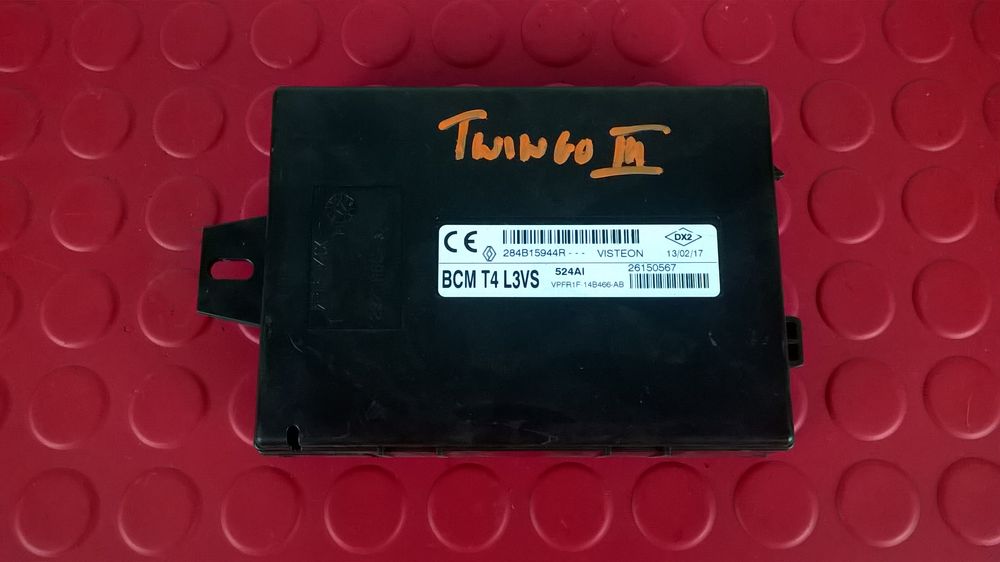 TWINGO III
CE 284B15944R--- VISTEON DX2 13/02/17
BCM T4 L3VS 524AI 26150567
VPFR1F-14B466-AB